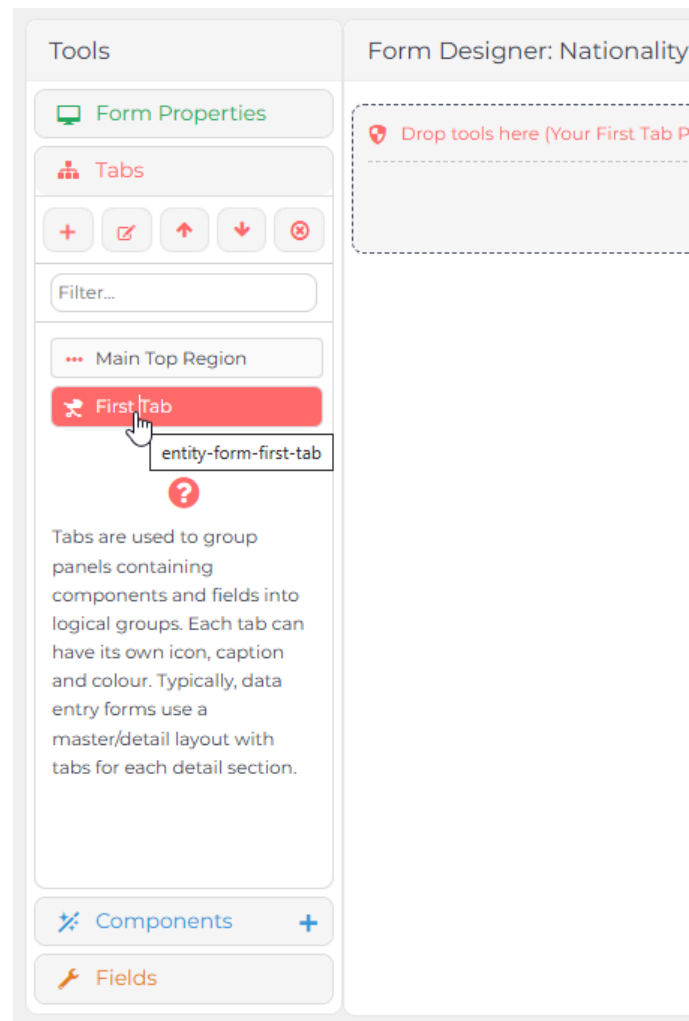 Tools
Form Designer: Nationality
Form Properties
Drop tools here (Your First Tab P
Tabs
Filter...
Main Top Region
First Tab
entity-form-first-tab
Tabs are used to group
panels containing
components and fields into
logical groups. Each tab can
have its own icon, caption
and colour. Typically, data
entry forms use a
master/detail layout with
tabs for each detail section.
Components
Fields